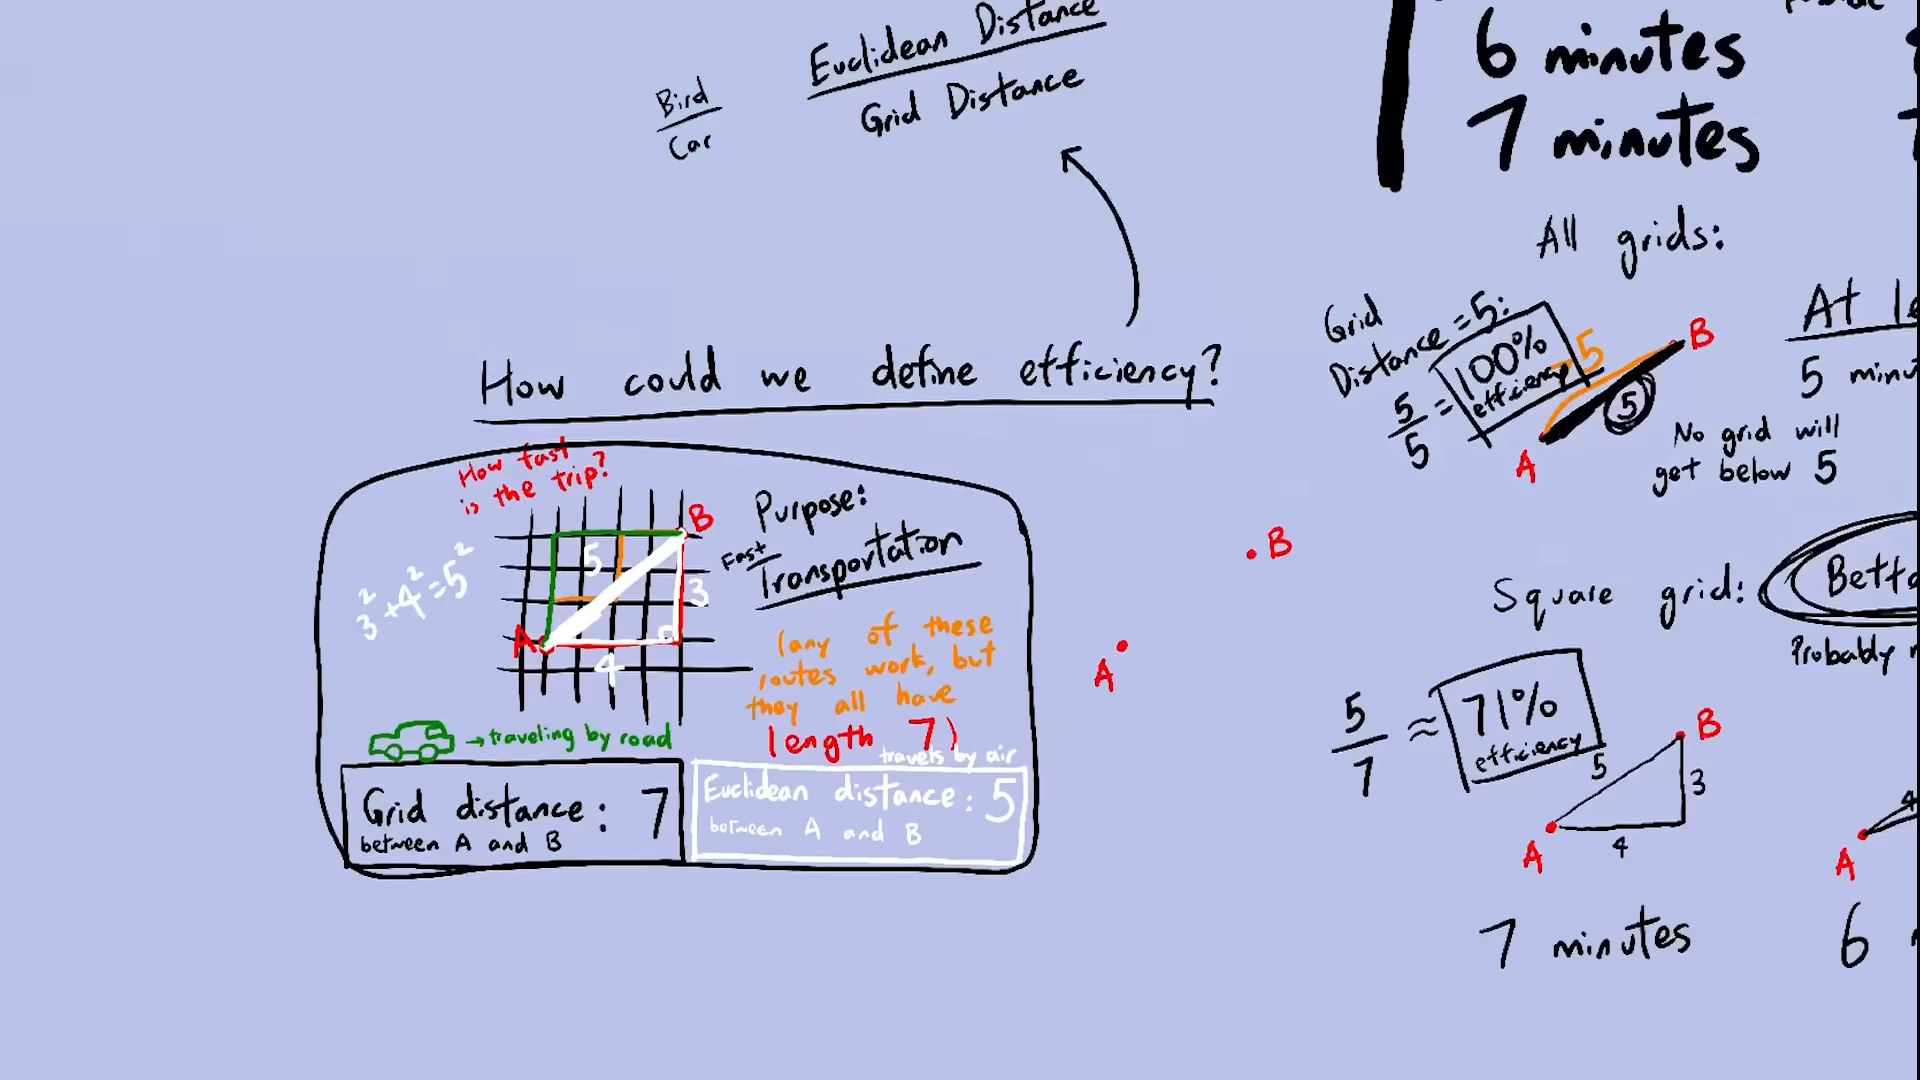 Euclidean Distance
Grid Distance
Bird
Car
6 minutes
7 minutes
All grids:
Grid
Distance = 5:
5
5
= 100%
efficiency
5
B
5
A
At
5
No grid will
get below 5
How could we define efficiency?
How fast
is the trip?
3² + 4² = 5²
B
5
3
A
4
Purpose:
Fast
Transportation
(any of these
routes work, but
they all have
length 7)
→ traveling by road
travels by air
Grid distance: 7
between A and B
Euclidean distance: 5
between A and B
B
A
Square grid:
Probably
5
7
≈ 71%
efficiency
B
5
3
A
4
7 minutes
4
A
6